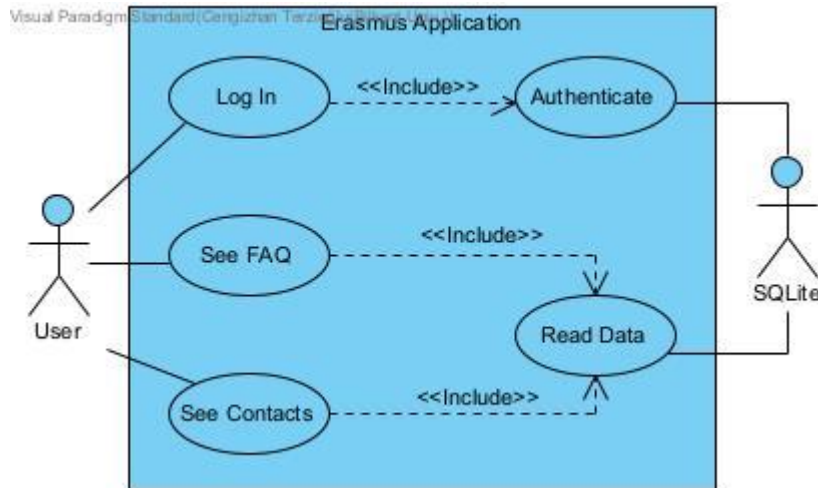 Visual Paradigm Standard(Cengizhan Terzioğlu
Erasmus Application
Log In
<<Include>>
Authenticate
See FAQ
<<Include>>
User
SQLite
Read Data
<<Include>>
See Contacts